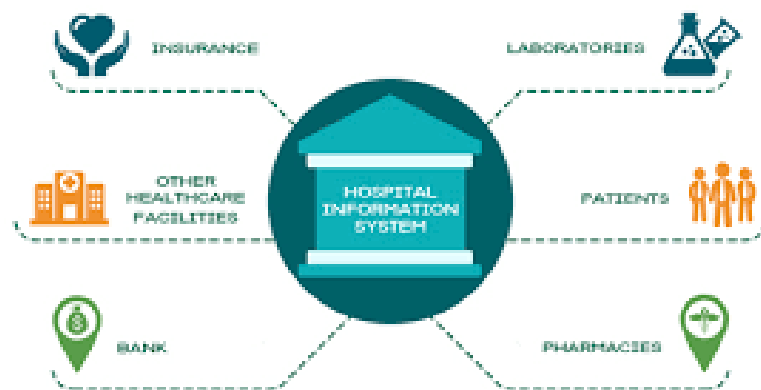 INSURANCE
LABORATORIES
OTHER
HEALTHCARE
FACILITIES
HOSPITAL
INFORMATION
SYSTEM
PATIENTS
BANK
PHARMACIES